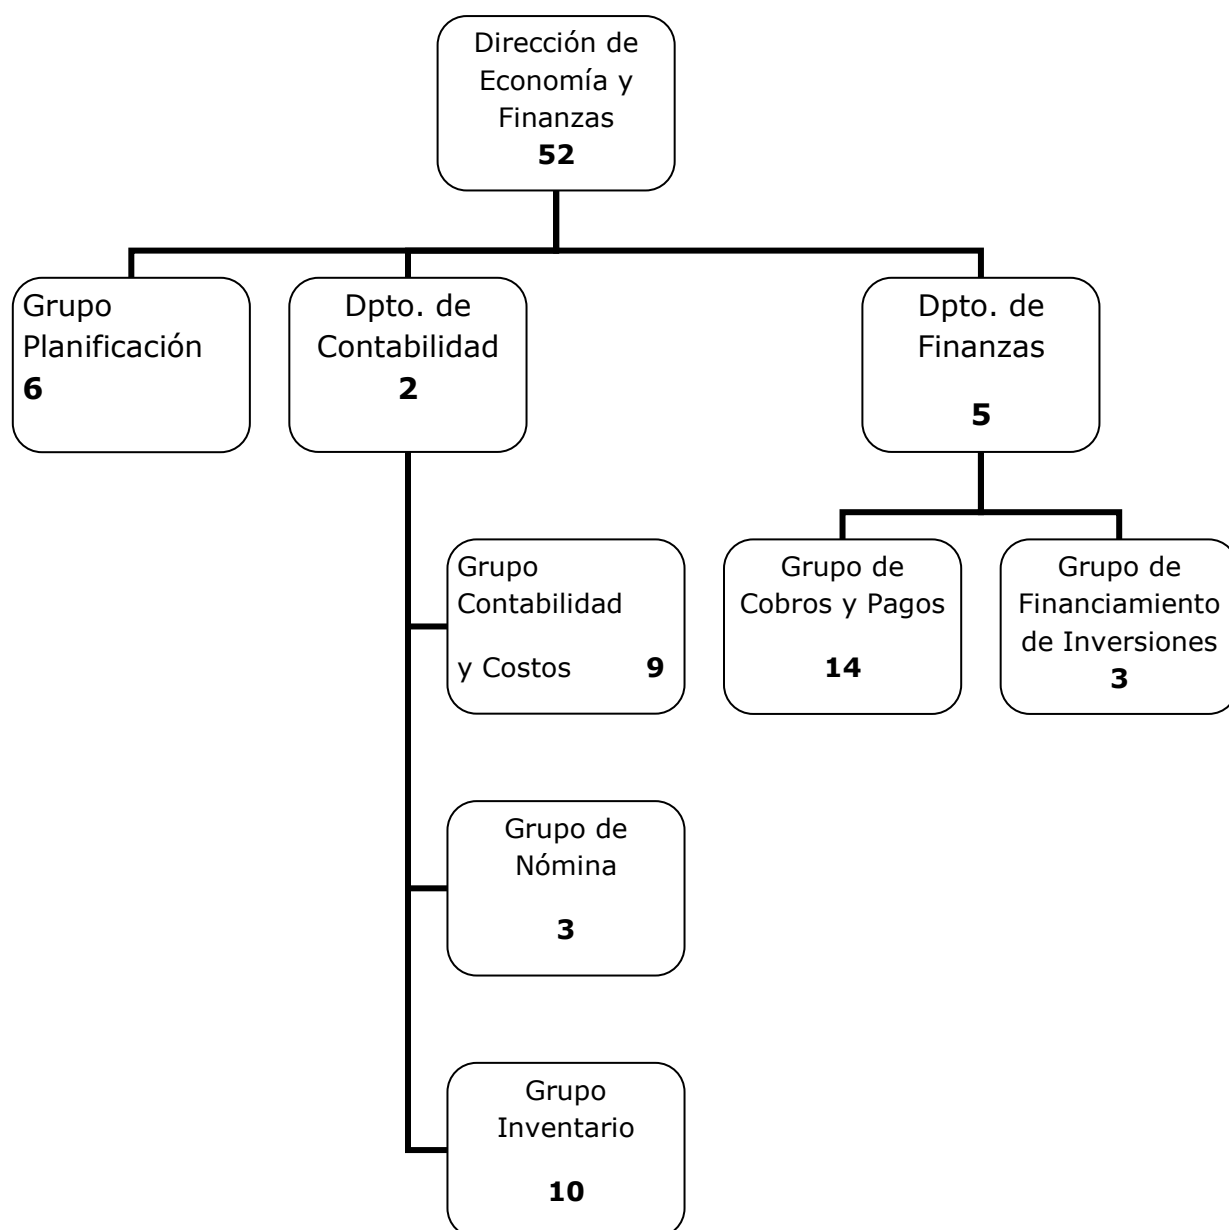 Dirección de
Economía y
Finanzas
52
Grupo
Planificación
6
Dpto. de
Contabilidad
2
Dpto. de
Finanzas
5
Grupo
Contabilidad
y Costos 9
Grupo de
Cobros y Pagos
14
Grupo de
Financiamiento
de Inversiones
3
Grupo de
Nómina
3
Grupo
Inventario
10